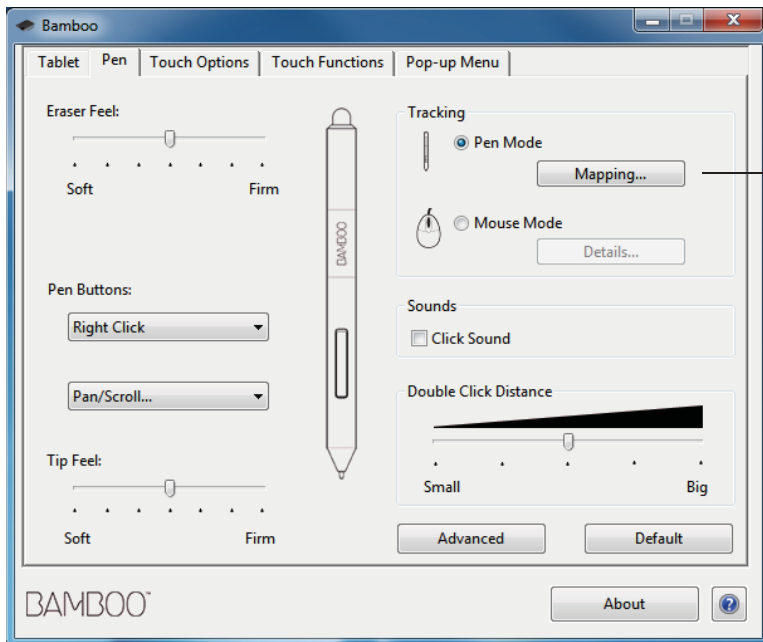 Bamboo
Tablet Pen Touch Options Touch Functions Pop-up Menu
Eraser Feel:
Soft Firm
Pen Buttons:
Right Click
Pan/Scroll...
Tip Feel:
Soft Firm
BAMBOO
Tracking
Pen Mode
Mapping...
Mouse Mode
Details...
Sounds
Click Sound
Double Click Distance
Small Big
Advanced Default
BAMBOO™ About ?